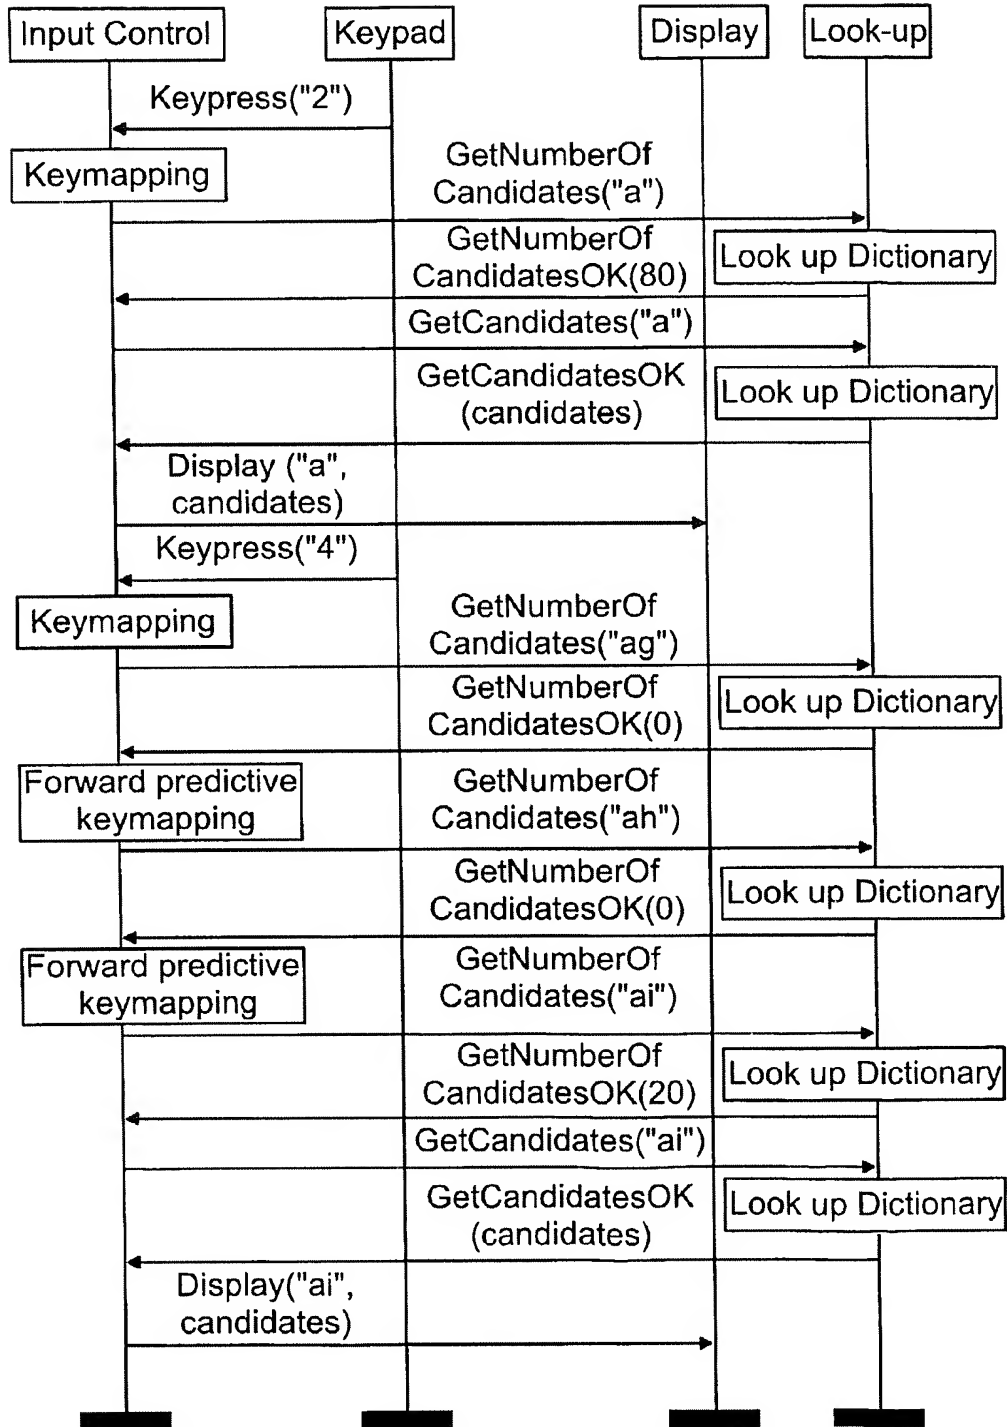 Input Control
Keypad
Display
Look-up
Keypress("2")
Keymapping
GetNumberOf
Candidates("a")
GetNumberOf
CandidatesOK(80)
Look up Dictionary
GetCandidates("a")
GetCandidatesOK
(candidates)
Look up Dictionary
Display ("a",
candidates)
Keypress("4")
Keymapping
GetNumberOf
Candidates("ag")
GetNumberOf
CandidatesOK(0)
Look up Dictionary
Forward predictive
keymapping
GetNumberOf
Candidates("ah")
GetNumberOf
CandidatesOK(0)
Look up Dictionary
Forward predictive
keymapping
GetNumberOf
Candidates("ai")
GetNumberOf
CandidatesOK(20)
Look up Dictionary
GetCandidates("ai")
GetCandidatesOK
(candidates)
Look up Dictionary
Display("ai",
candidates)